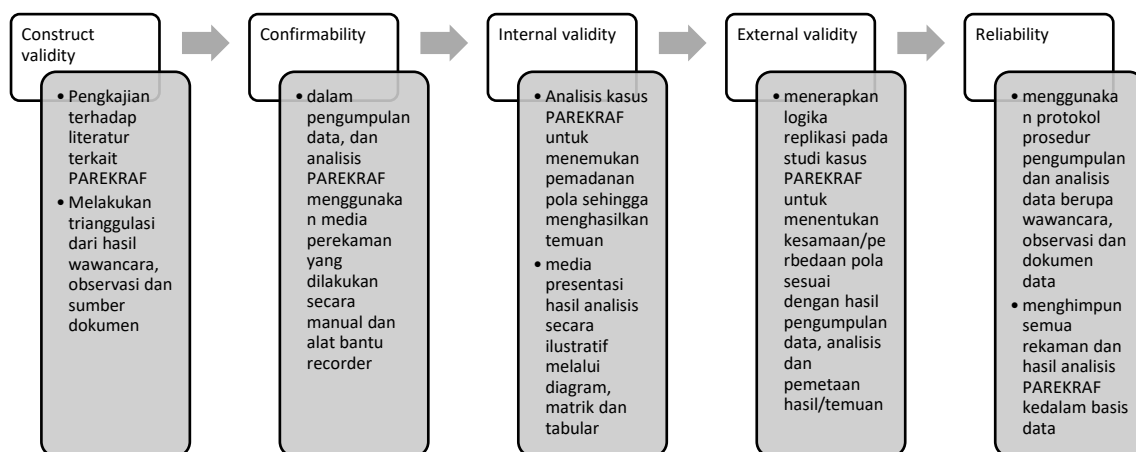 Construct
validity
• Pengkajian
terhadap
literatur
terkait
PAREKRAF
• Melakukan
trianggulasi
dari hasil
wawancara,
observasi dan
sumber
dokumen
Confirmability
• dalam
pengumpulan
data, dan
analisis
PAREKRAF
menggunaka
n media
perekaman
yang
dilakukan
secara
manual dan
alat bantu
recorder
Internal validity
• Analisis kasus
PAREKRAF
untuk
menemukan
pemadanan
pola sehingga
menghasilkan
temuan
• media
presentasi
hasil analisis
secara
ilustratif
melalui
diagram,
matrik dan
tabular
External validity
• menerapkan
logika
replikasi pada
studi kasus
PAREKRAF
untuk
menentukan
kesamaan/pe
rbedaan pola
sesuai
dengan hasil
pengumpulan
data, analisis
dan
pemetaan
hasil/temuan
Reliability
• menggunaka
n protokol
prosedur
pengumpulan
dan analisis
data berupa
wawancara,
observasi dan
dokumen
data
• menghimpun
semua
rekaman dan
hasil analisis
PAREKRAF
kedalam basis
data